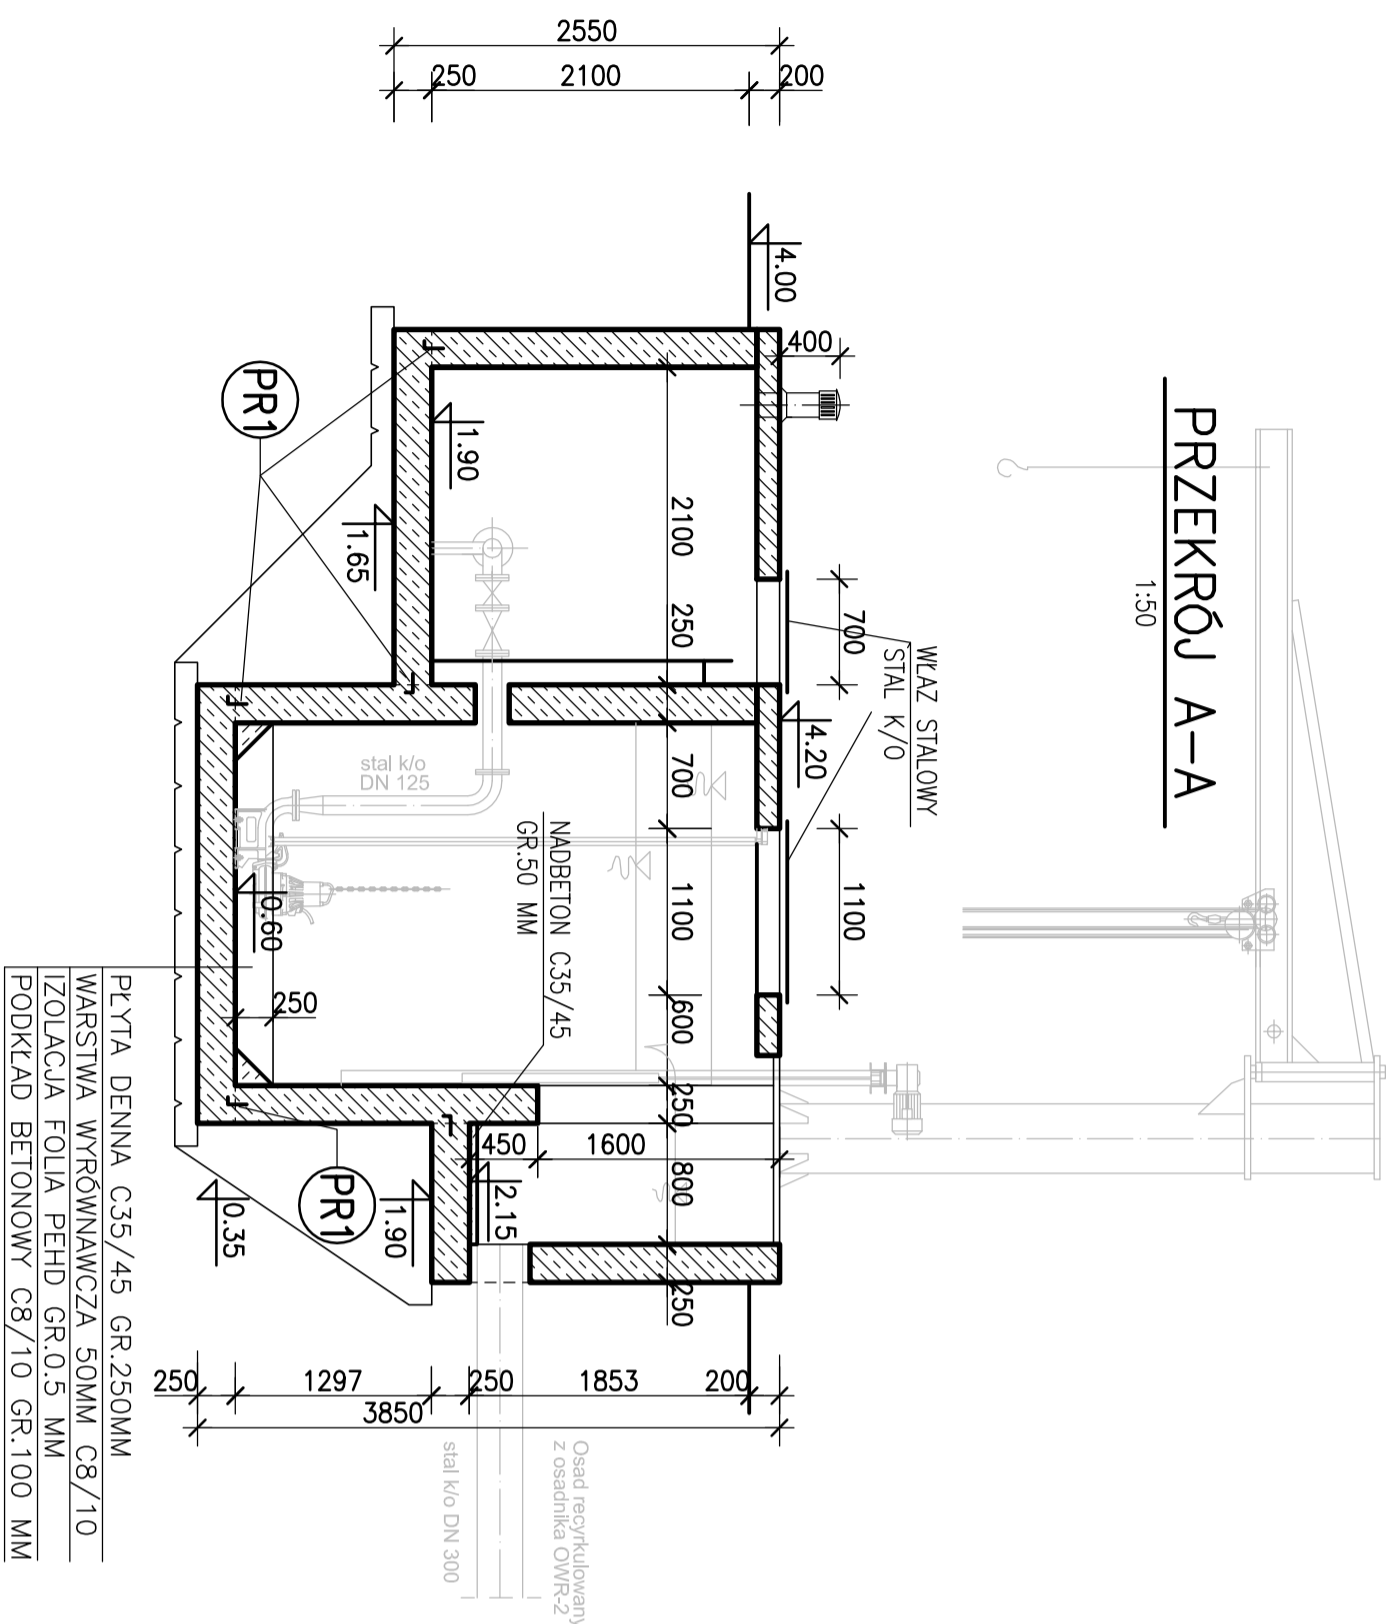 PRZEKRÓJ A-A
1:50
WŁAZ STALOWY
STAL K/O
2550
250
2100
200
4.00
400
700
1100
4.20
1.90
1.65
2100
250
700
1100
600
250
800
250
PR1
stal k/o
DN 125
NADBETON C35/45
GR.50 MM
0.60
250
450
1600
2.15
1.90
0.35
PR1
250
1297
250
1853
200
3850
Osad recyrkulowany
z osadnika OWR-2
stal k/o DN 300
PŁYTA DENNA C35/45 GR.250MM
WARSTWA WYRÓWNAWCZA 50MM C8/10
IZOLACJA FOLIA PEHD GR.0.5 MM
PODKŁAD BETONOWY C8/10 GR.100 MM